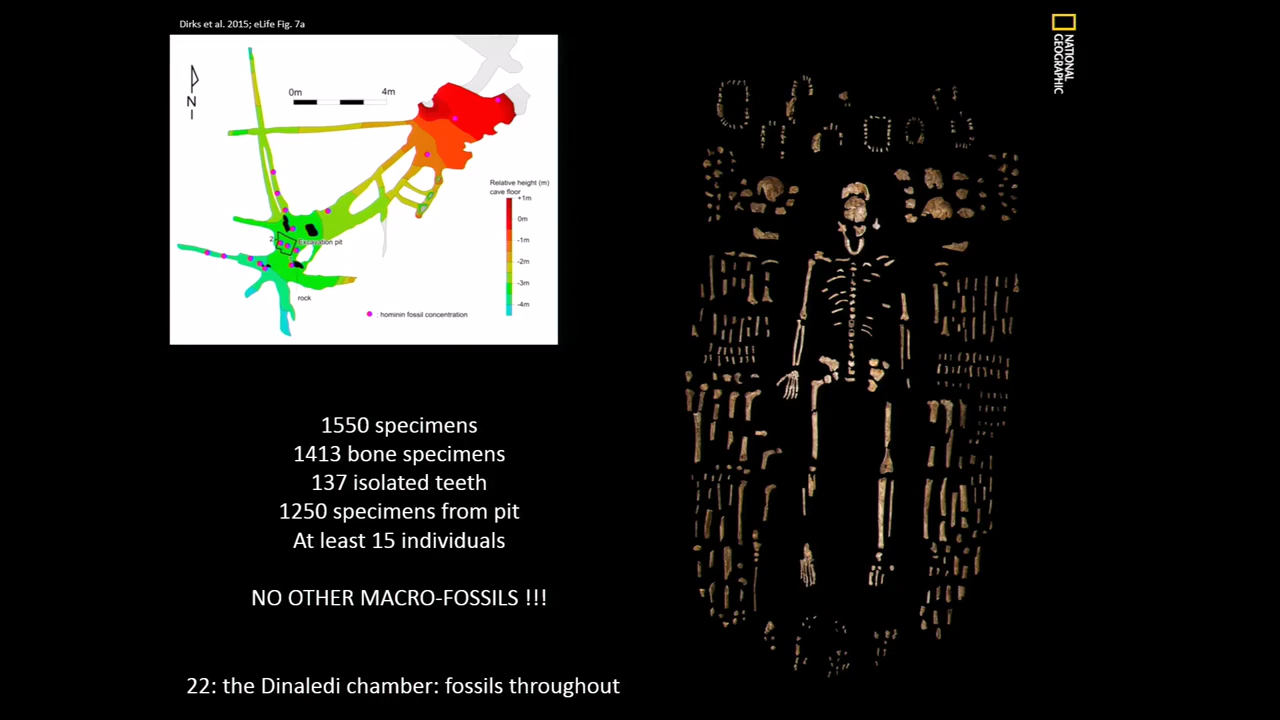 Dirks et al. 2015; eLife Fig. 7a
NATIONAL
GEOGRAPHIC
N
0m
4m
Relative height (m)
cave floor
+1m
0m
-1m
-2m
-3m
-4m
2
Excavation pit
rock
: hominin fossil concentration
1550 specimens
1413 bone specimens
137 isolated teeth
1250 specimens from pit
At least 15 individuals
NO OTHER MACRO-FOSSILS !!!
22: the Dinaledi chamber: fossils throughout